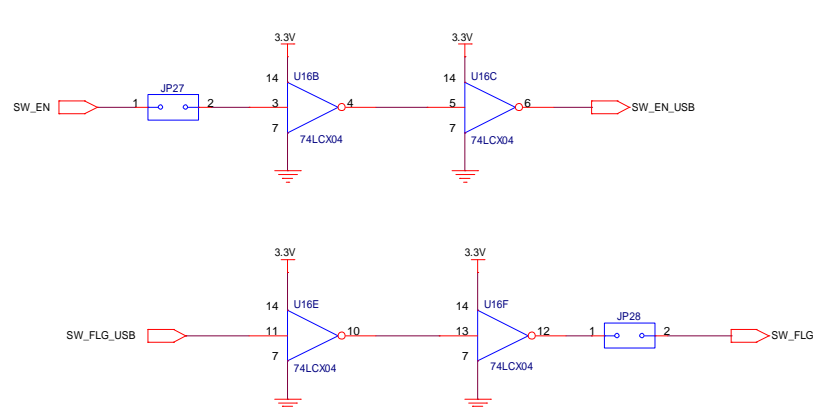 3.3V 3.3V
14 U16B 14 U16C
JP27
SW_EN 1 2 3 4 5 6 SW_EN_USB
7 7
74LCX04 74LCX04
3.3V 3.3V
14 U16E 14 U16F
JP28
SW_FLG_USB 11 10 13 12 1 2 SW_FLG
7 7
74LCX04 74LCX04